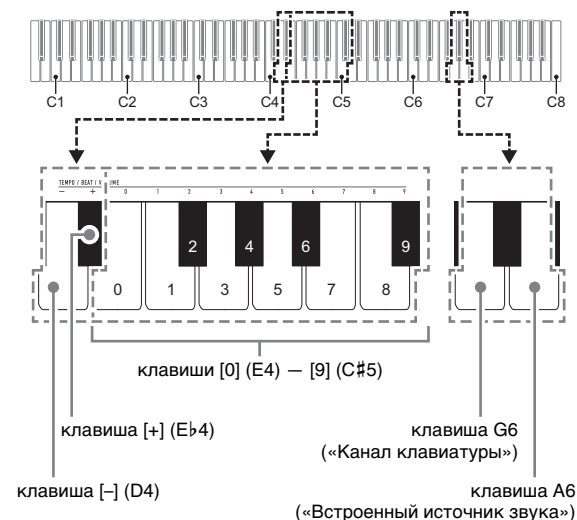 C1 C2 C3 C4 C5 C6 C7 C8
TEMPO / BEAT / V UME
– + 0 1 2 3 4 5 6 7 8 9
2 4 6 9
0 1 3 5 7 8
клавиши [0] (E4) — [9] (C♯5)
клавиша [+] (E♭4)
клавиша G6
(«Канал клавиатуры»)
клавиша [–] (D4)
клавиша A6
(«Встроенный источник звука»)